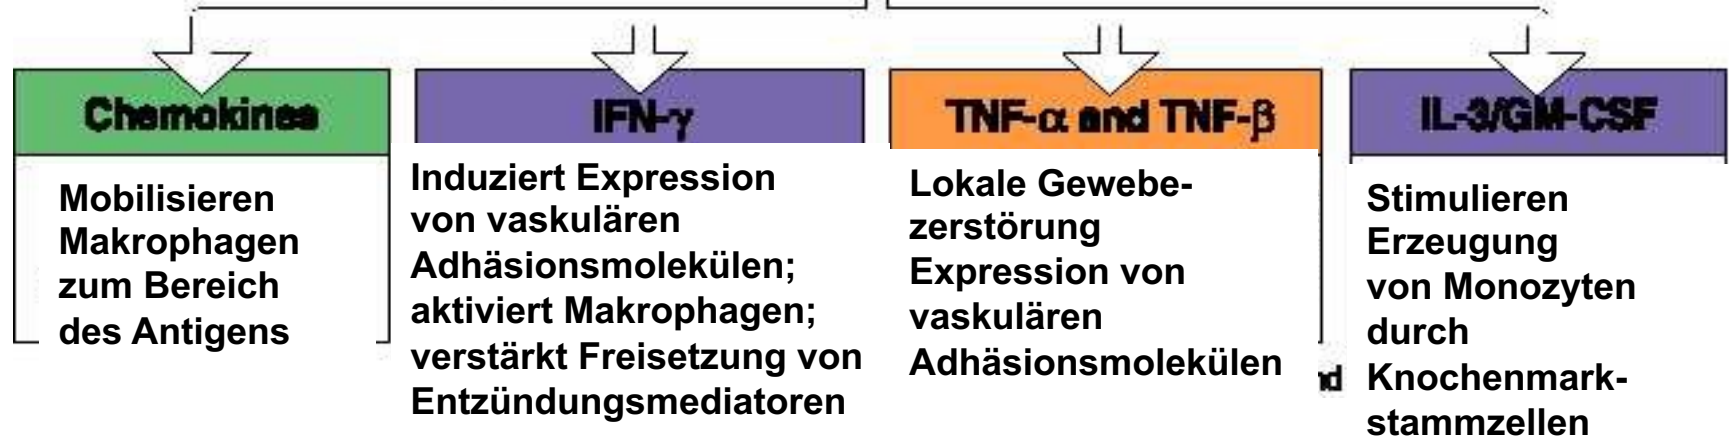 Chemokines
Mobilisieren
Makrophagen
zum Bereich
des Antigens
IFN-γ
Induziert Expression
von vaskulären
Adhäsionsmolekülen;
aktiviert Makrophagen;
verstärkt Freisetzung von
Entzündungsmediatoren
TNF-α and TNF-β
Lokale Gewebe-
zerstörung
Expression von
vaskulären
Adhäsionsmolekülen
IL-3/GM-CSF
Stimulieren
Erzeugung
von Monozyten
durch
Knochenmark-
stammzellen